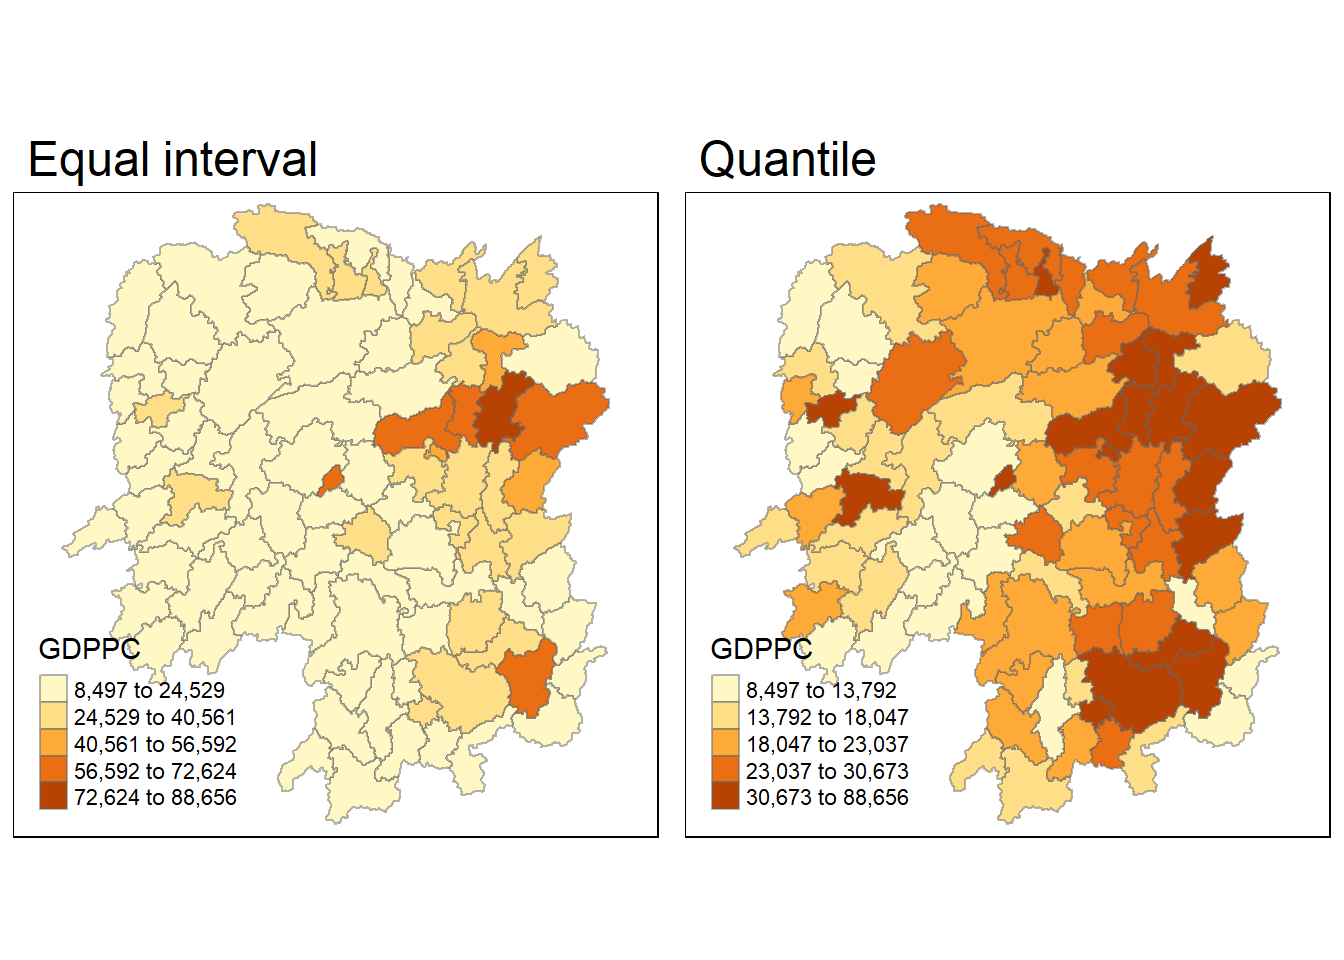 Equal interval
GDPPC
8,497 to 24,529
24,529 to 40,561
40,561 to 56,592
56,592 to 72,624
72,624 to 88,656
Quantile
GDPPC
8,497 to 13,792
13,792 to 18,047
18,047 to 23,037
23,037 to 30,673
30,673 to 88,656